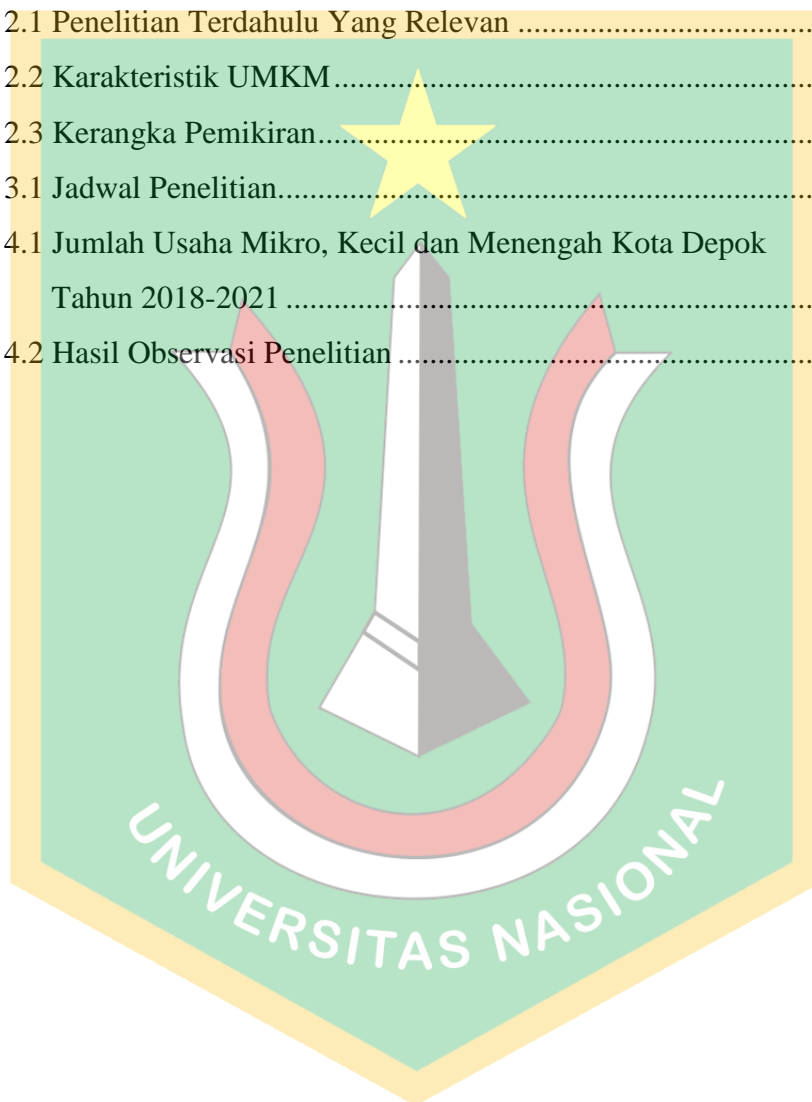 2.1 Penelitian Terdahulu Yang Relevan ....................................
2.2 Karakteristik UMKM..........................................................
2.3 Kerangka Pemikiran............................................................
3.1 Jadwal Penelitian.................................................................
4.1 Jumlah Usaha Mikro, Kecil dan Menengah Kota Depok
Tahun 2018-2021 ................................................................
4.2 Hasil Observasi Penelitian ..................................................
UNIVERSITAS NASIONAL